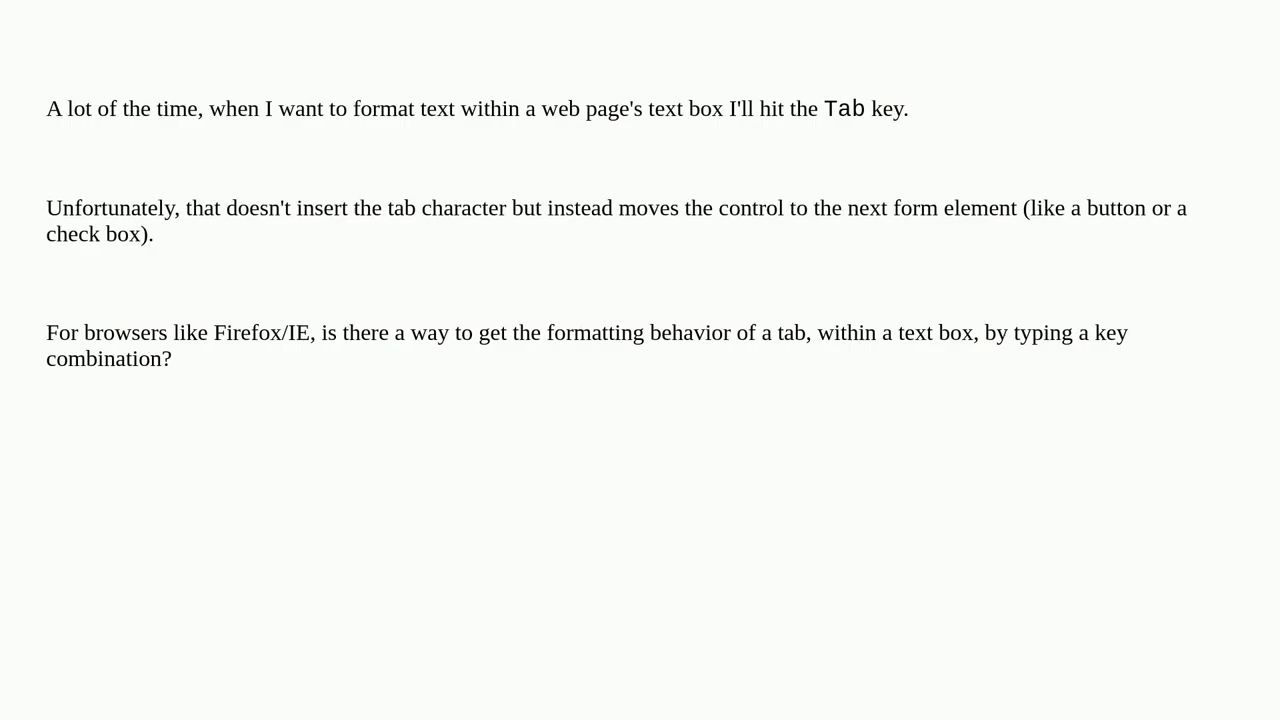 A lot of the time, when I want to format text within a web page's text box I'll hit the Tab key.
Unfortunately, that doesn't insert the tab character but instead moves the control to the next form element (like a button or a
check box).
For browsers like Firefox/IE, is there a way to get the formatting behavior of a tab, within a text box, by typing a key
combination?